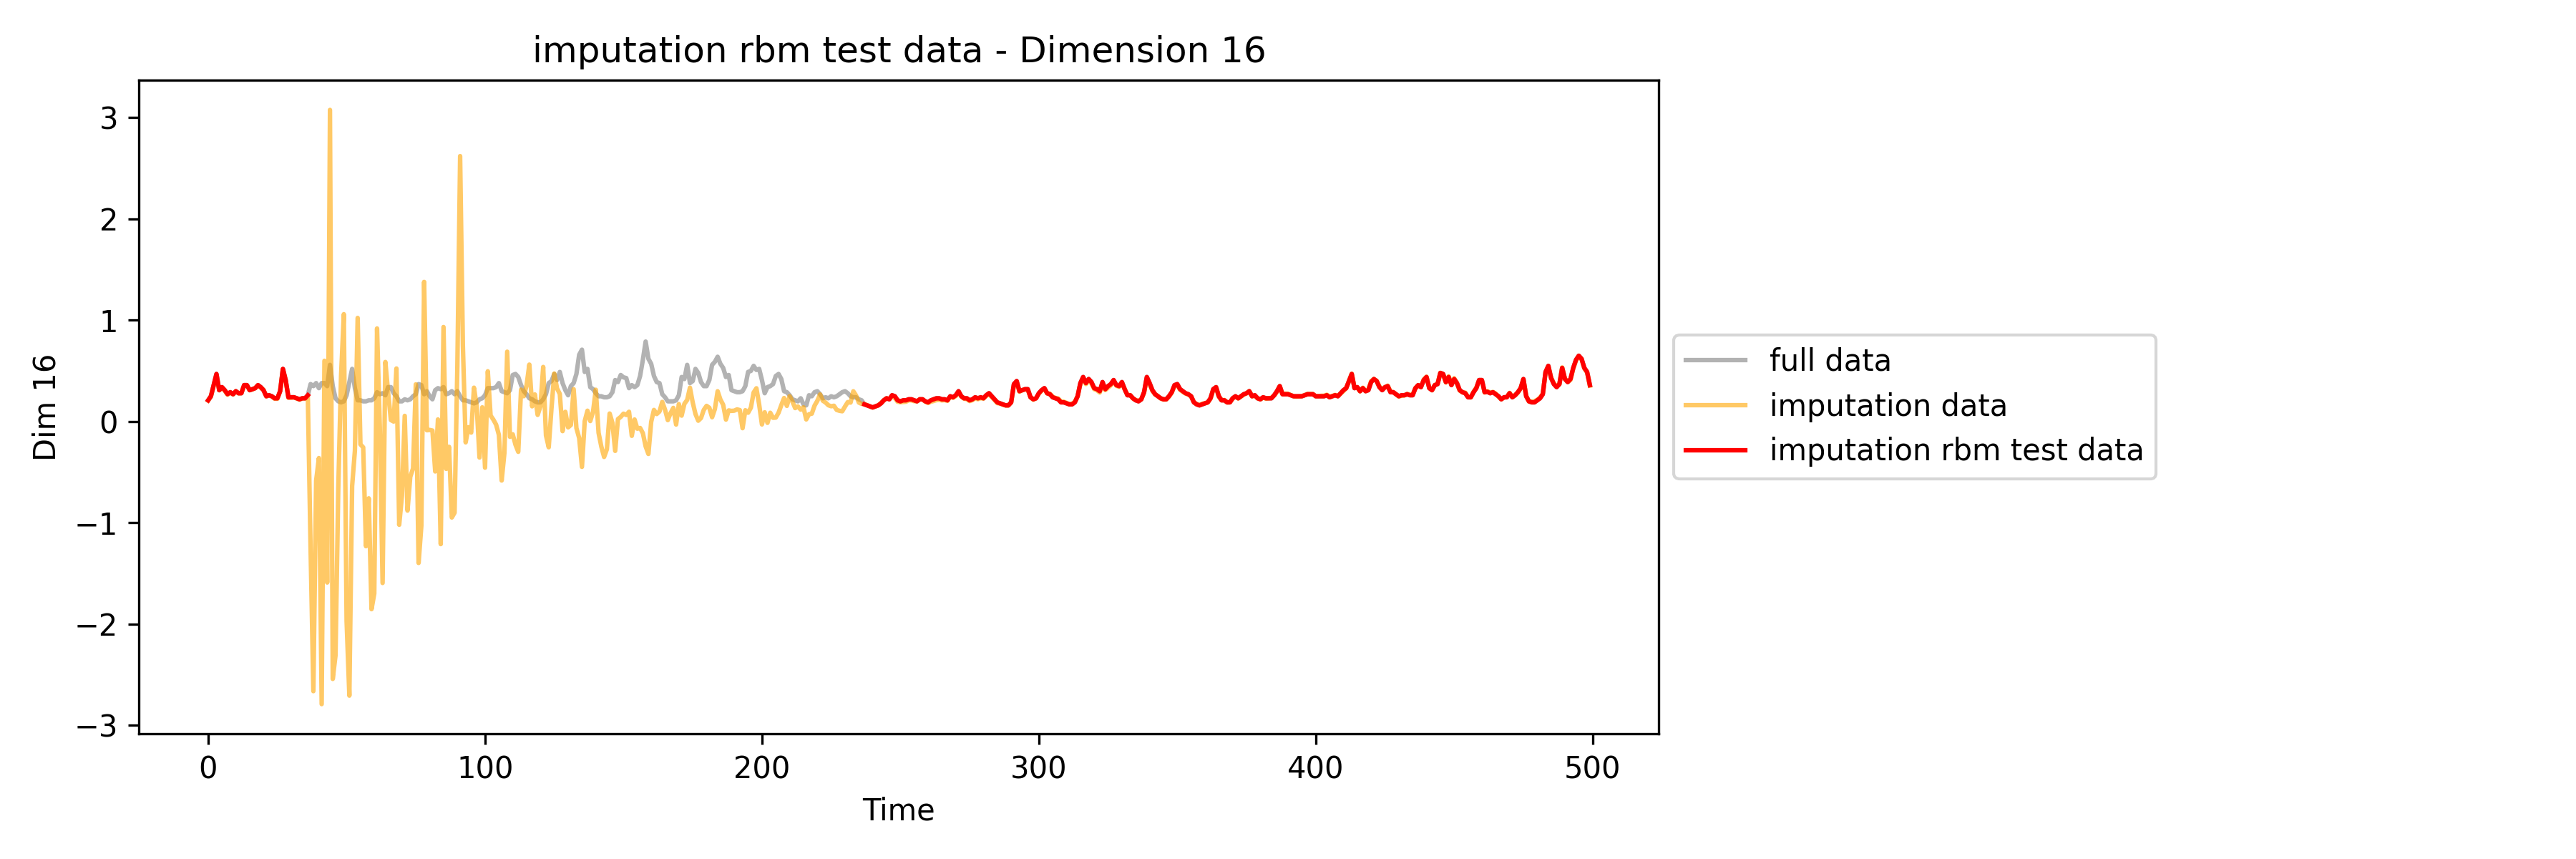 imputation rbm test data - Dimension 16
3
2
1
0
−1
−2
−3
Dim 16
0 100 200 300 400 500
Time
full data
imputation data
imputation rbm test data